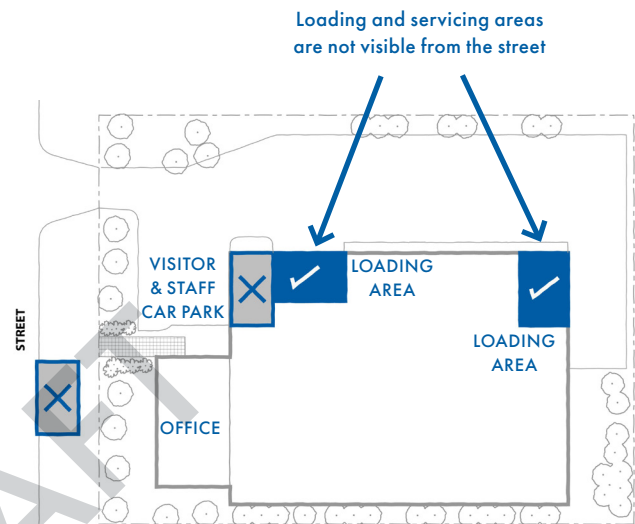 Loading and servicing areas
are not visible from the street
VISITOR
& STAFF
CAR PARK
LOADING
AREA
LOADING
AREA
STREET
OFFICE
AFT